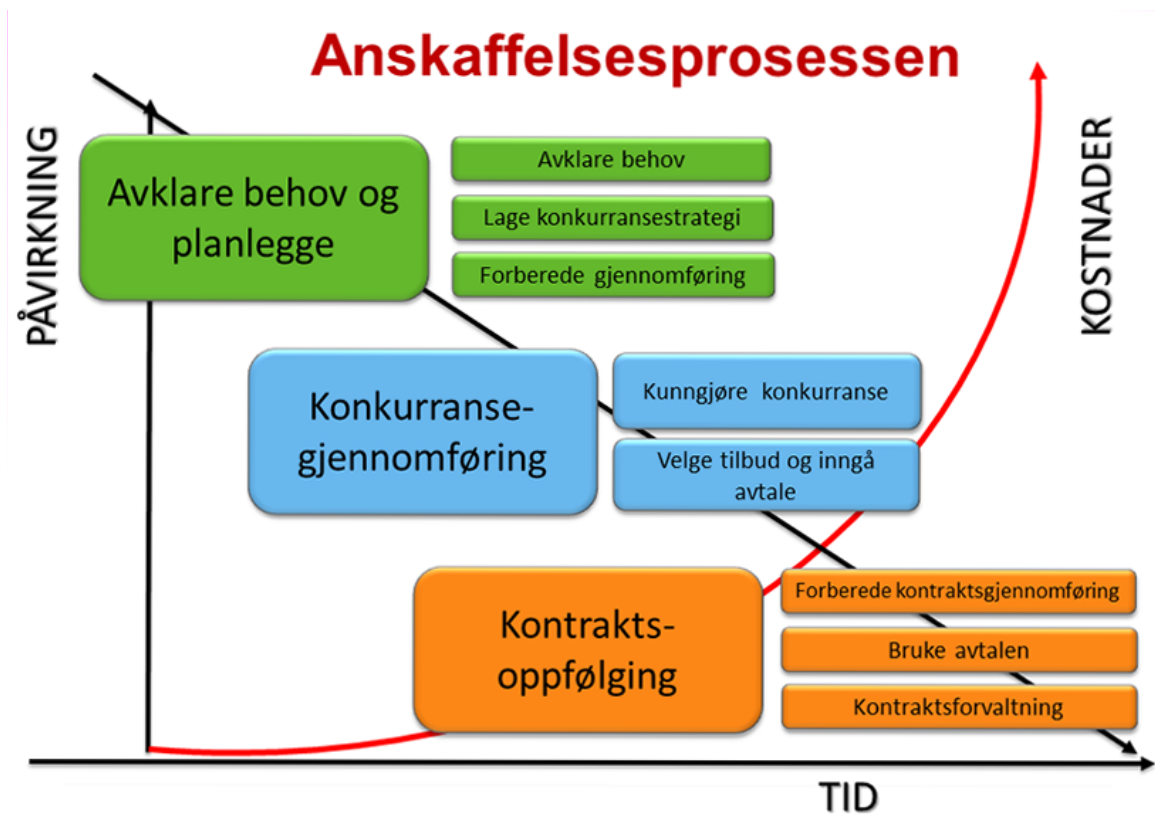 Anskaffelsesprosessen
PÅVIRKNING
KOSTNADER
Avklare behov og
planlegge
Avklare behov
Lage konkurransestrategi
Forberede gjennomføring
Konkurranse-
gjennomføring
Kunngjøre konkurranse
Velge tilbud og inngå
avtale
Kontrakts-
oppfølging
Forberede kontraktsgjennomføring
Bruke avtalen
Kontraktsforvaltning
TID